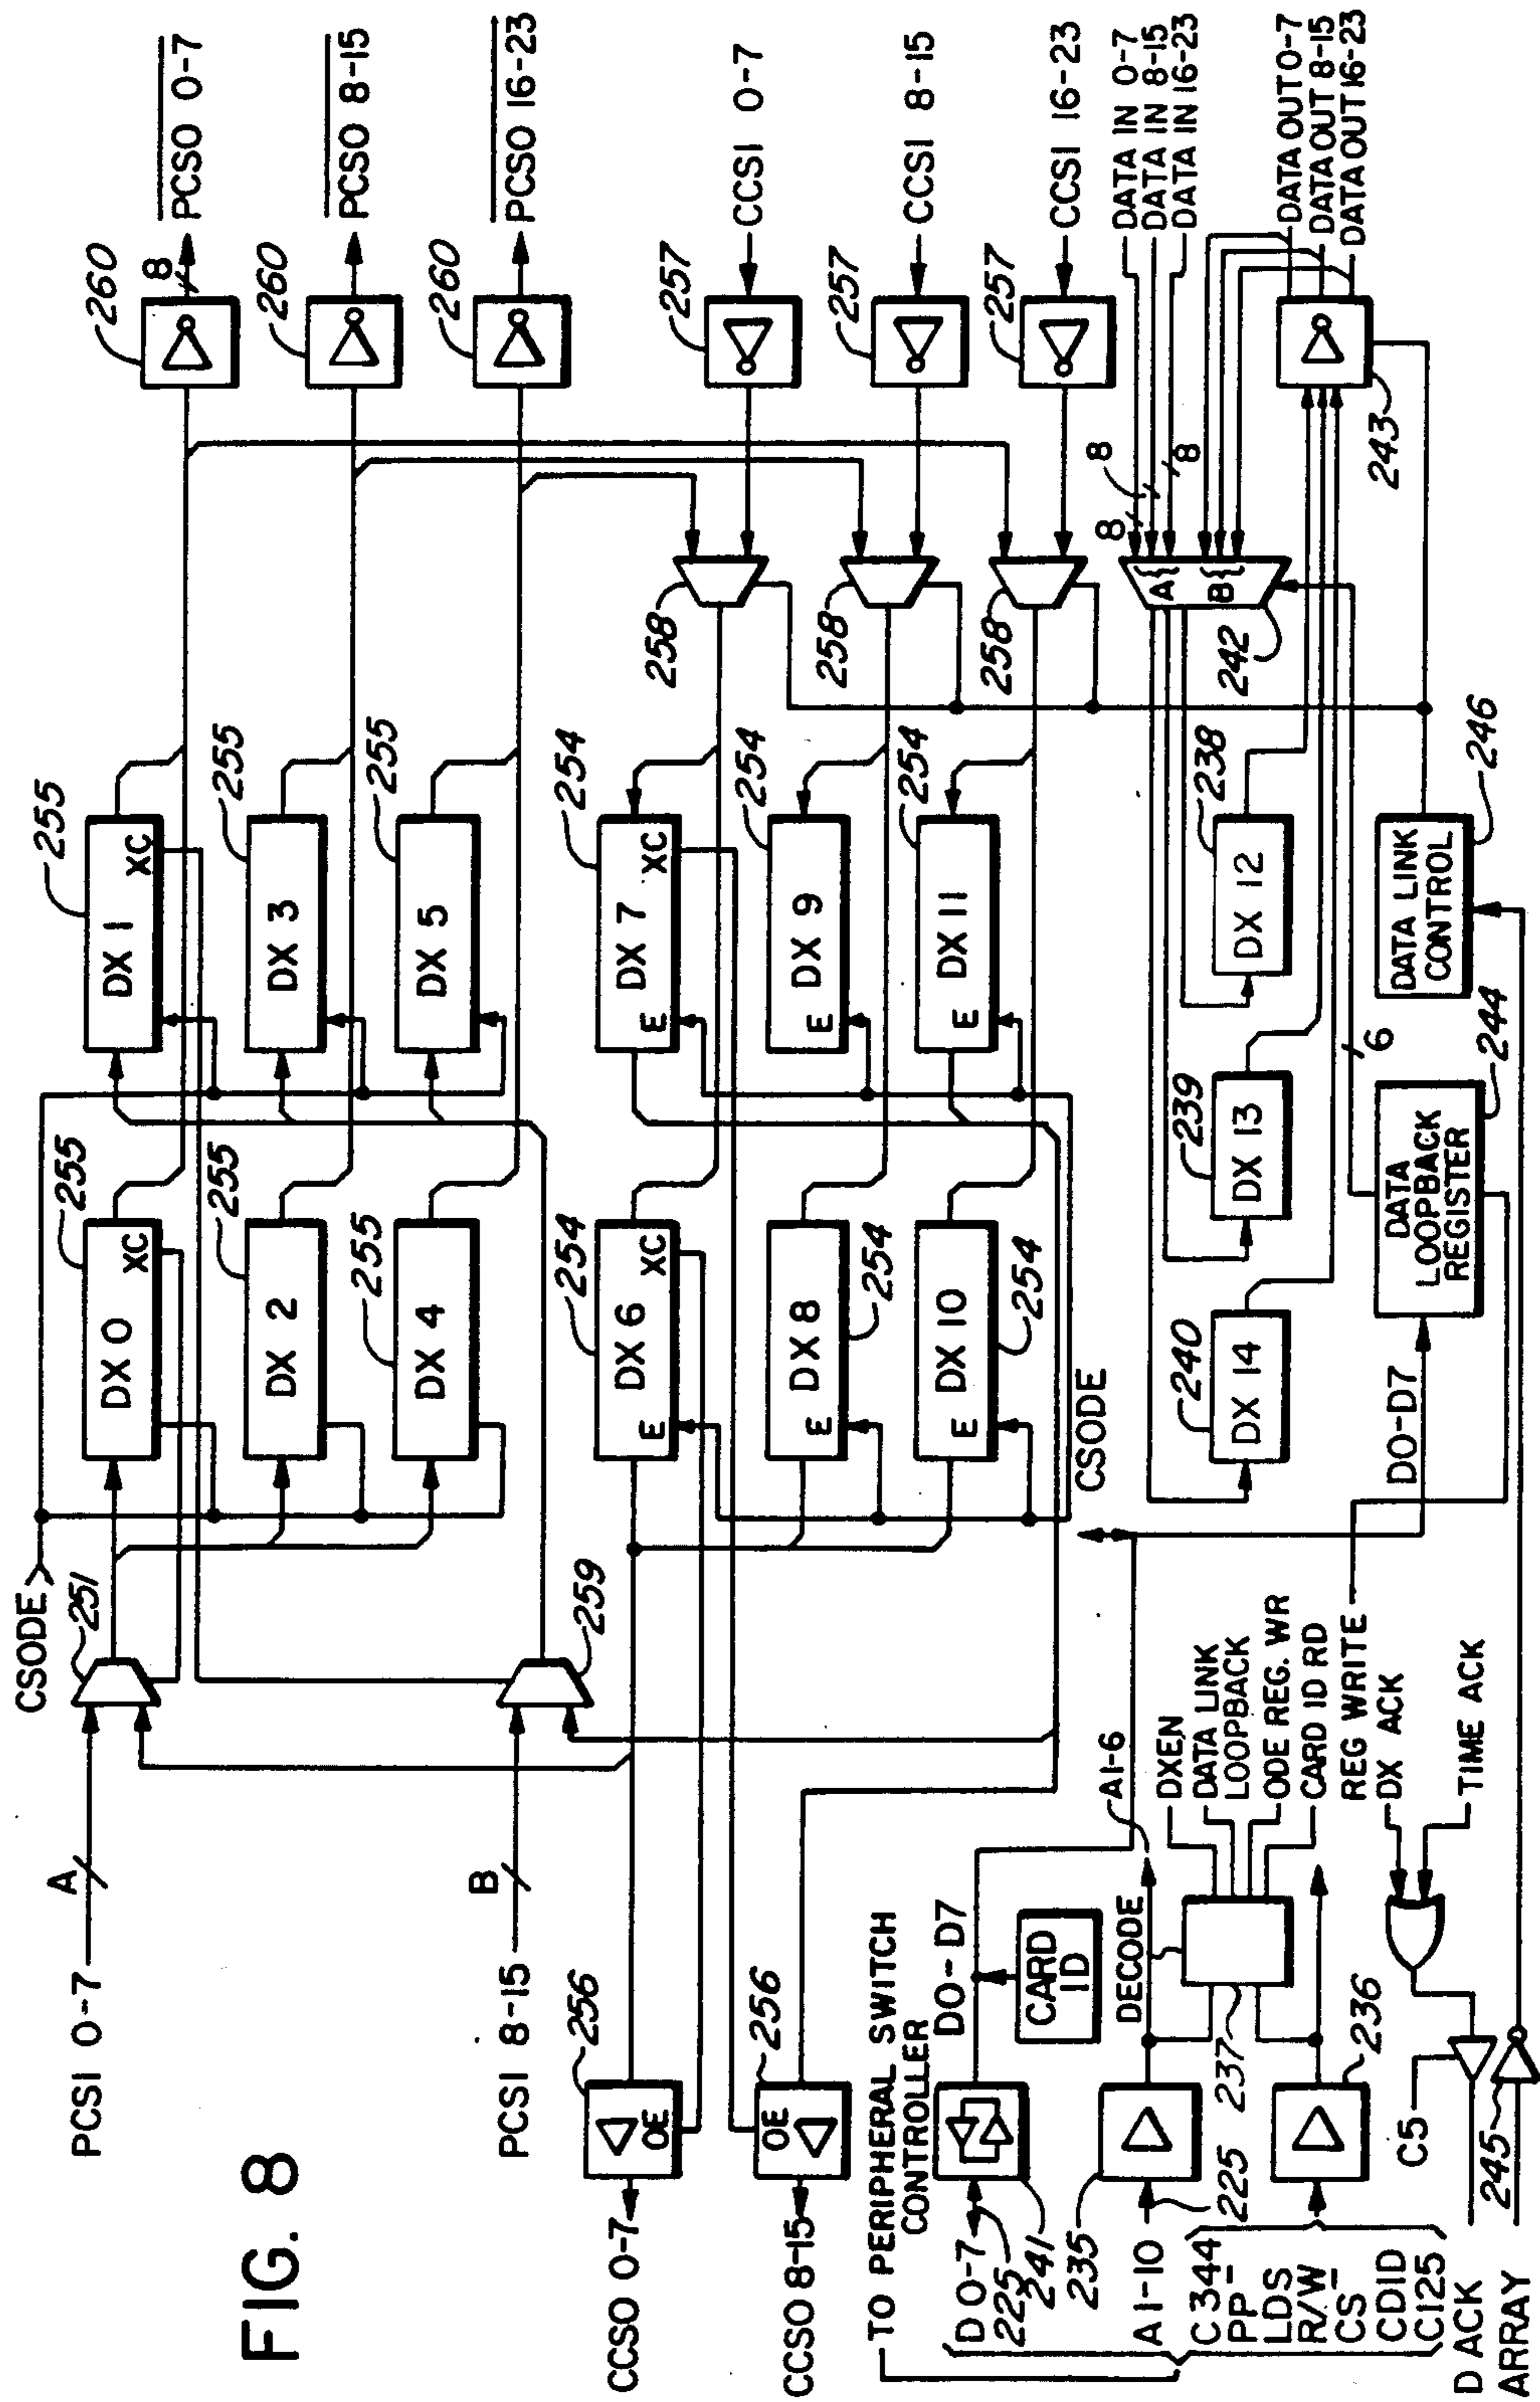 FIG. 8
PCSI 0-7
A
PCSI 8-15
B
CSODE
251
259
DX 0
XC
255
DX 1
XC
255
DX 2
255
DX 3
255
DX 4
255
DX 5
255
260
8
PCSO 0-7
260
PCSO 8-15
260
PCSO 16-23
CCSO 0-7
256
OE
CCSO 8-15
256
OE
DX 6
E
XC
254
DX 7
E
XC
254
DX 8
E
254
DX 9
E
254
DX 10
E
254
DX 11
E
254
CSODE
258
258
258
257
CCSI 0-7
257
CCSI 8-15
257
CCSI 16-23
TO PERIPHERAL SWITCH
CONTROLLER
D 0-7
225
241
DO-D7
CARD
ID
235
A 1-10
225
DECODE
237
A1-6
DXEN
DATA LINK
LOOPBACK
ODE REG. WR
CARD ID RD
REG WRITE
DX ACK
TIME ACK
236
C 344
PP
LDS
R/W
CS
CDID
C125
D ACK
ARRAY
C5
245
DO-D7
240
DX 14
239
DX 13
238
DX 12
DATA
LOOPBACK
REGISTER
244
6
DATA LINK
CONTROL
246
A{
B{
242
8
8
8
DATA IN 0-7
DATA IN 8-15
DATA IN 16-23
DATA OUT 0-7
DATA OUT 8-15
DATA OUT 16-23
243